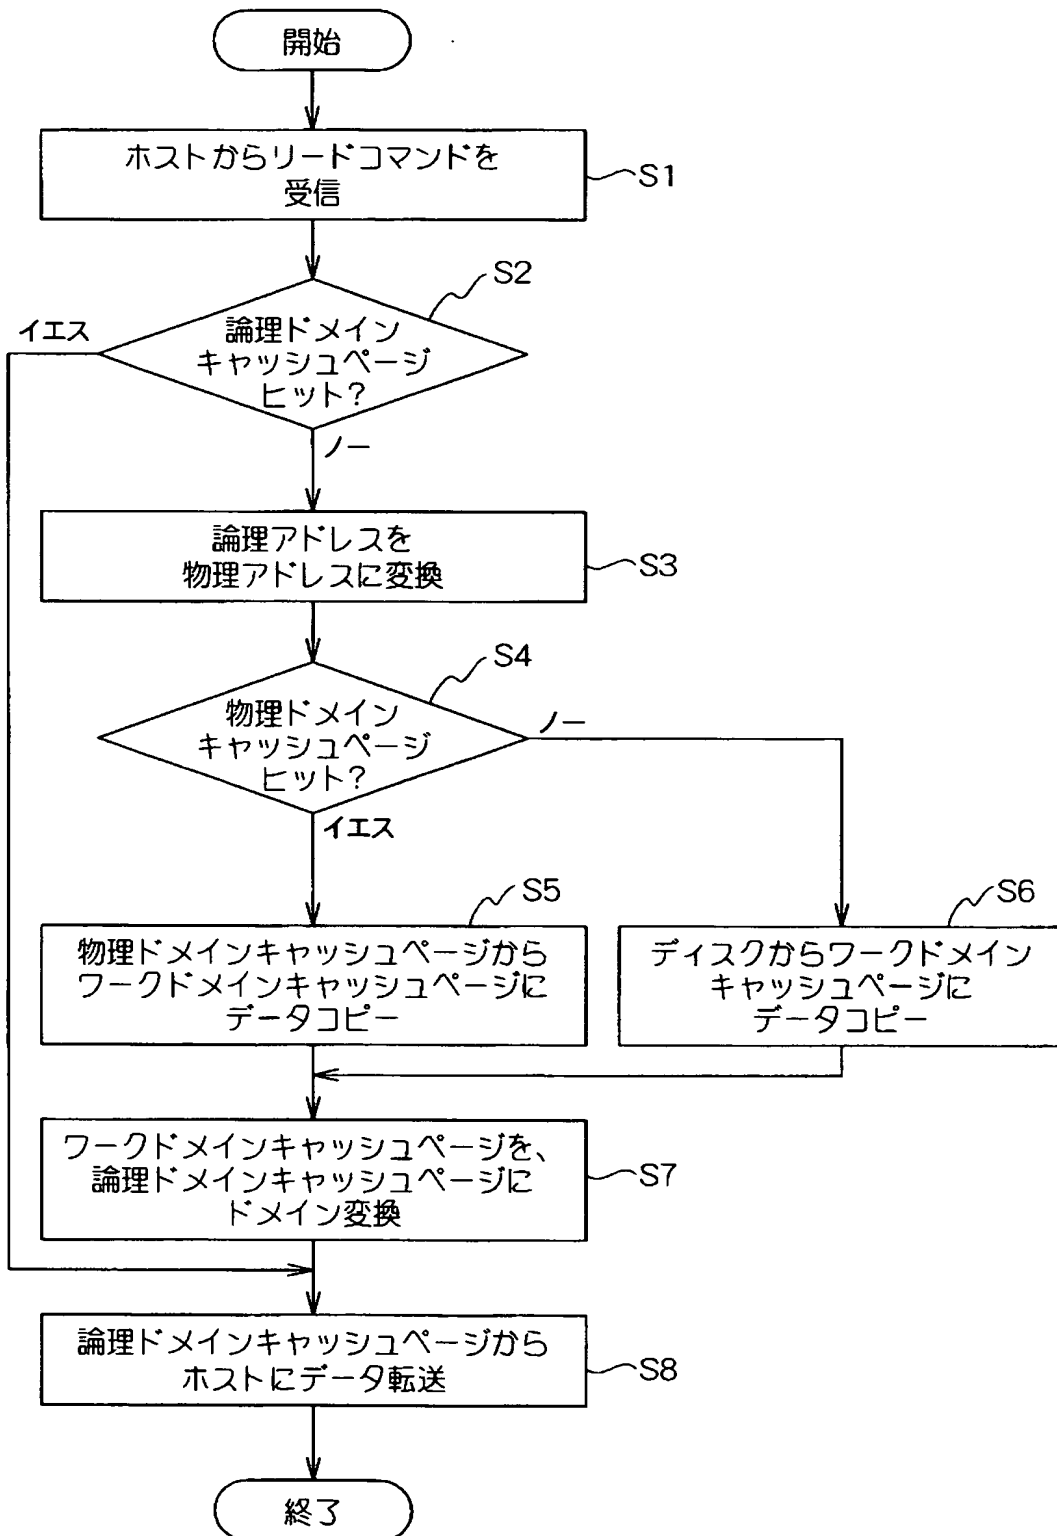 開始
ホストからリードコマンドを
受信
S1
S2
イエス
論理ドメイン
キャッシュページ
ヒット?
ノー
論理アドレスを
物理アドレスに変換
S3
S4
物理ドメイン
キャッシュページ
ヒット?
ノー
イエス
S5
物理ドメインキャッシュページから
ワークドメインキャッシュページに
データコピー
S6
ディスクからワークドメイン
キャッシュページに
データコピー
ワークドメインキャッシュページを、
論理ドメインキャッシュページに
ドメイン変換
S7
論理ドメインキャッシュページから
ホストにデータ転送
S8
終了